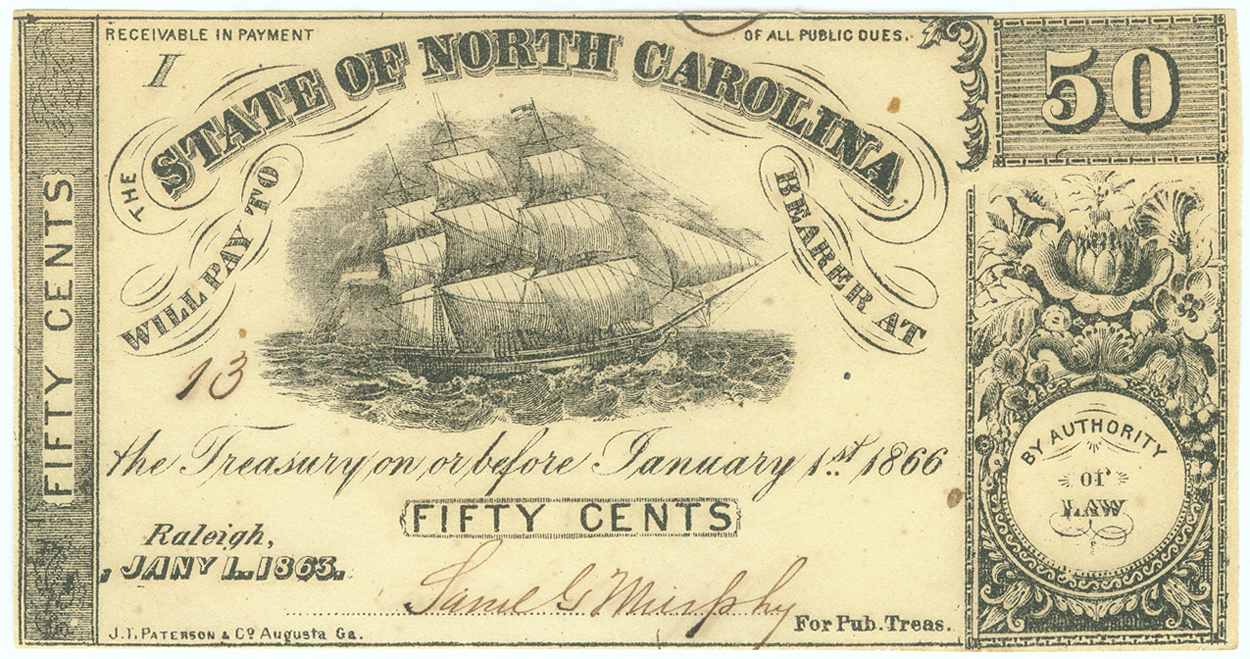 RECEIVABLE IN PAYMENT OF ALL PUBLIC DUES.
I
THE STATE OF NORTH CAROLINA
50
WILL PAY TO BEARER AT
13
the Treasury on or before January 1st 1866
FIFTY CENTS
FIFTY CENTS
Raleigh,
JANY 1. 1863.
Saml G Murphy
For Pub. Treas.
J.T. PATERSON & Co Augusta Ga.
BY AUTHORITY
of
LAW